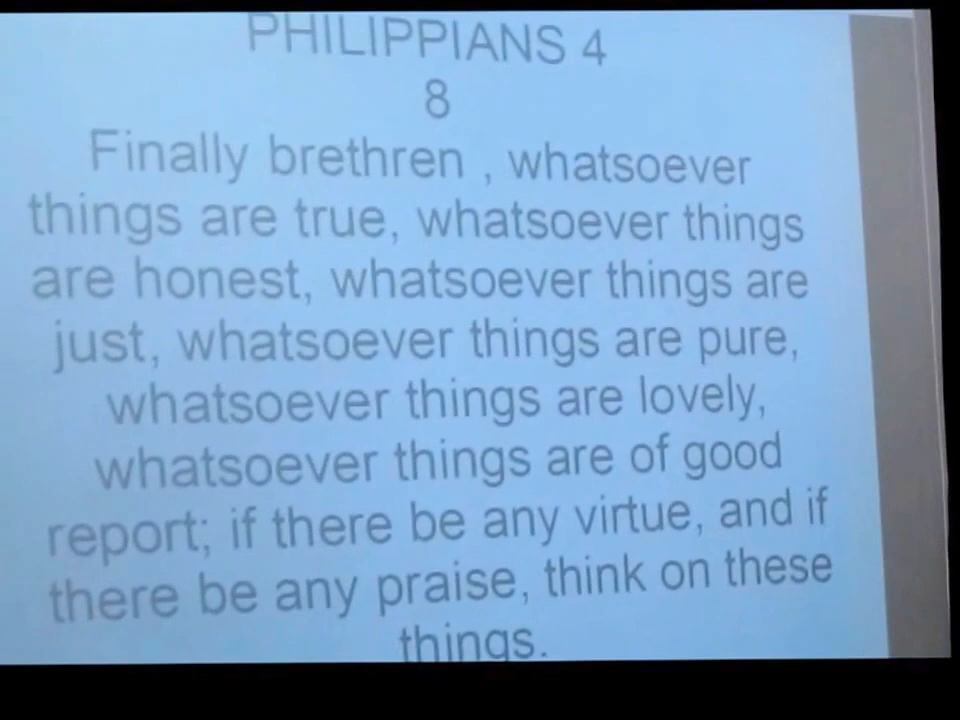 PHILIPPIANS 4
8
Finally brethren , whatsoever
things are true, whatsoever things
are honest, whatsoever things are
just, whatsoever things are pure,
whatsoever things are lovely,
whatsoever things are of good
report; if there be any virtue, and if
there be any praise, think on these
things.